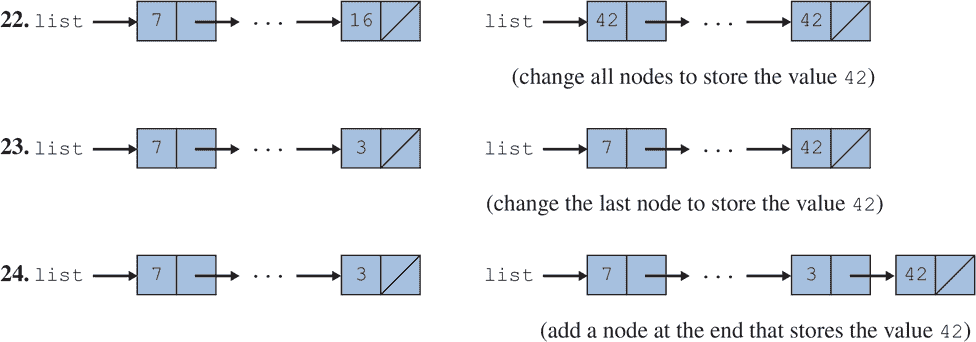 22. list 7 ... 16 list 42 ... 42
(change all nodes to store the value 42)
23. list 7 ... 3 list 7 ... 42
(change the last node to store the value 42)
24. list 7 ... 3 list 7 ... 3 42
(add a node at the end that stores the value 42)